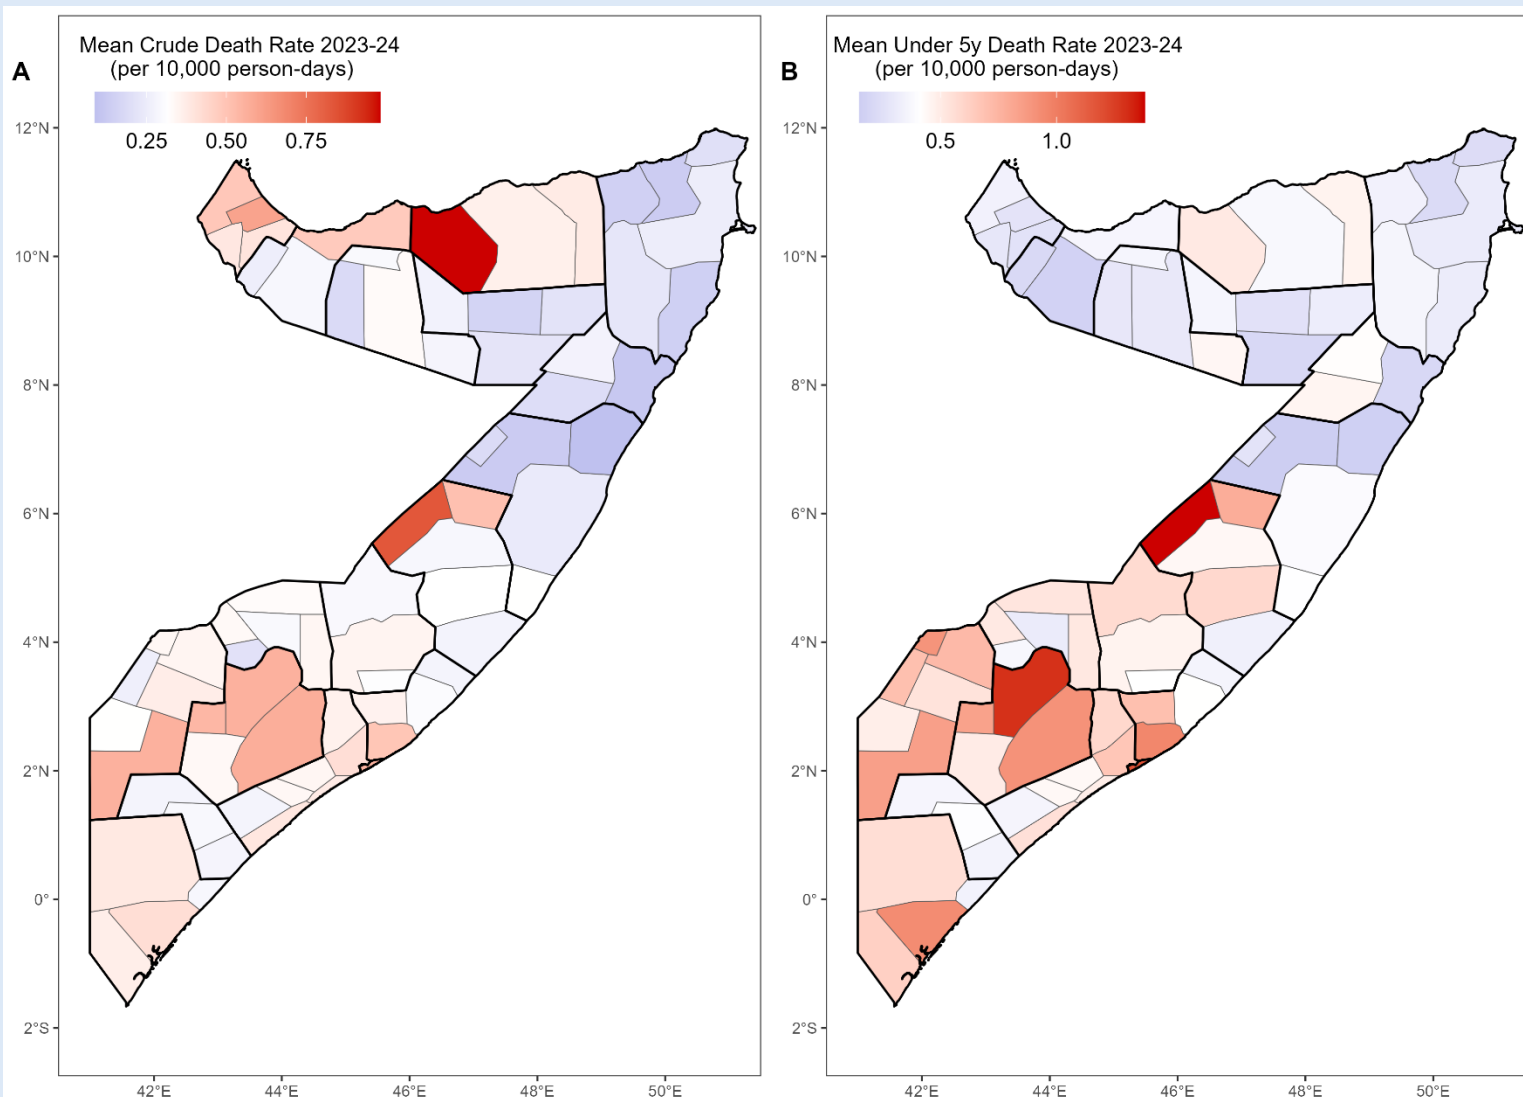 A
Mean Crude Death Rate 2023-24
(per 10,000 person-days)
0.25 0.50 0.75
12°N
10°N
8°N
6°N
4°N
2°N
0°
2°S
42°E 44°E 46°E 48°E 50°E
B
Mean Under 5y Death Rate 2023-24
(per 10,000 person-days)
0.5 1.0
12°N
10°N
8°N
6°N
4°N
2°N
0°
2°S
42°E 44°E 46°E 48°E 50°E